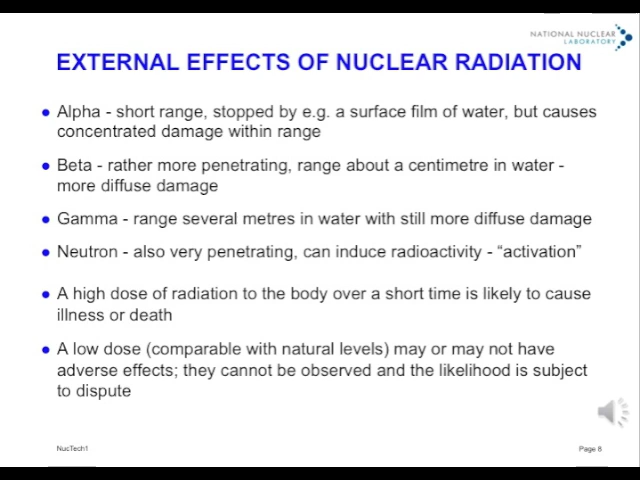 NATIONAL NUCLEAR
LABORATORY
EXTERNAL EFFECTS OF NUCLEAR RADIATION
● Alpha - short range, stopped by e.g. a surface film of water, but causes
concentrated damage within range
● Beta - rather more penetrating, range about a centimetre in water -
more diffuse damage
● Gamma - range several metres in water with still more diffuse damage
● Neutron - also very penetrating, can induce radioactivity - “activation”
● A high dose of radiation to the body over a short time is likely to cause
illness or death
● A low dose (comparable with natural levels) may or may not have
adverse effects; they cannot be observed and the likelihood is subject
to dispute
NucTech1
Page 8